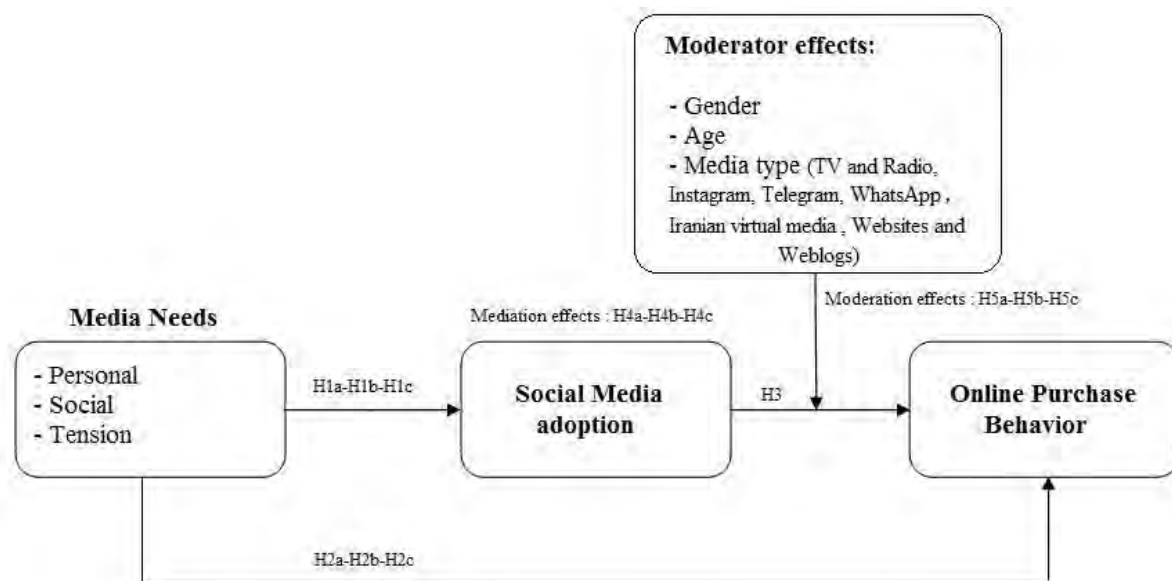 Moderator effects:
- Gender
- Age
- Media type (TV and Radio,
Instagram, Telegram, WhatsApp ,
Iranian virtual media , Websites and
Weblogs)
Moderation effects : H5a-H5b-H5c
Mediation effects : H4a-H4b-H4c
Media Needs
- Personal
- Social
- Tension
H1a-H1b-H1c
Social Media
adoption
H3
Online Purchase
Behavior
H2a-H2b-H2c